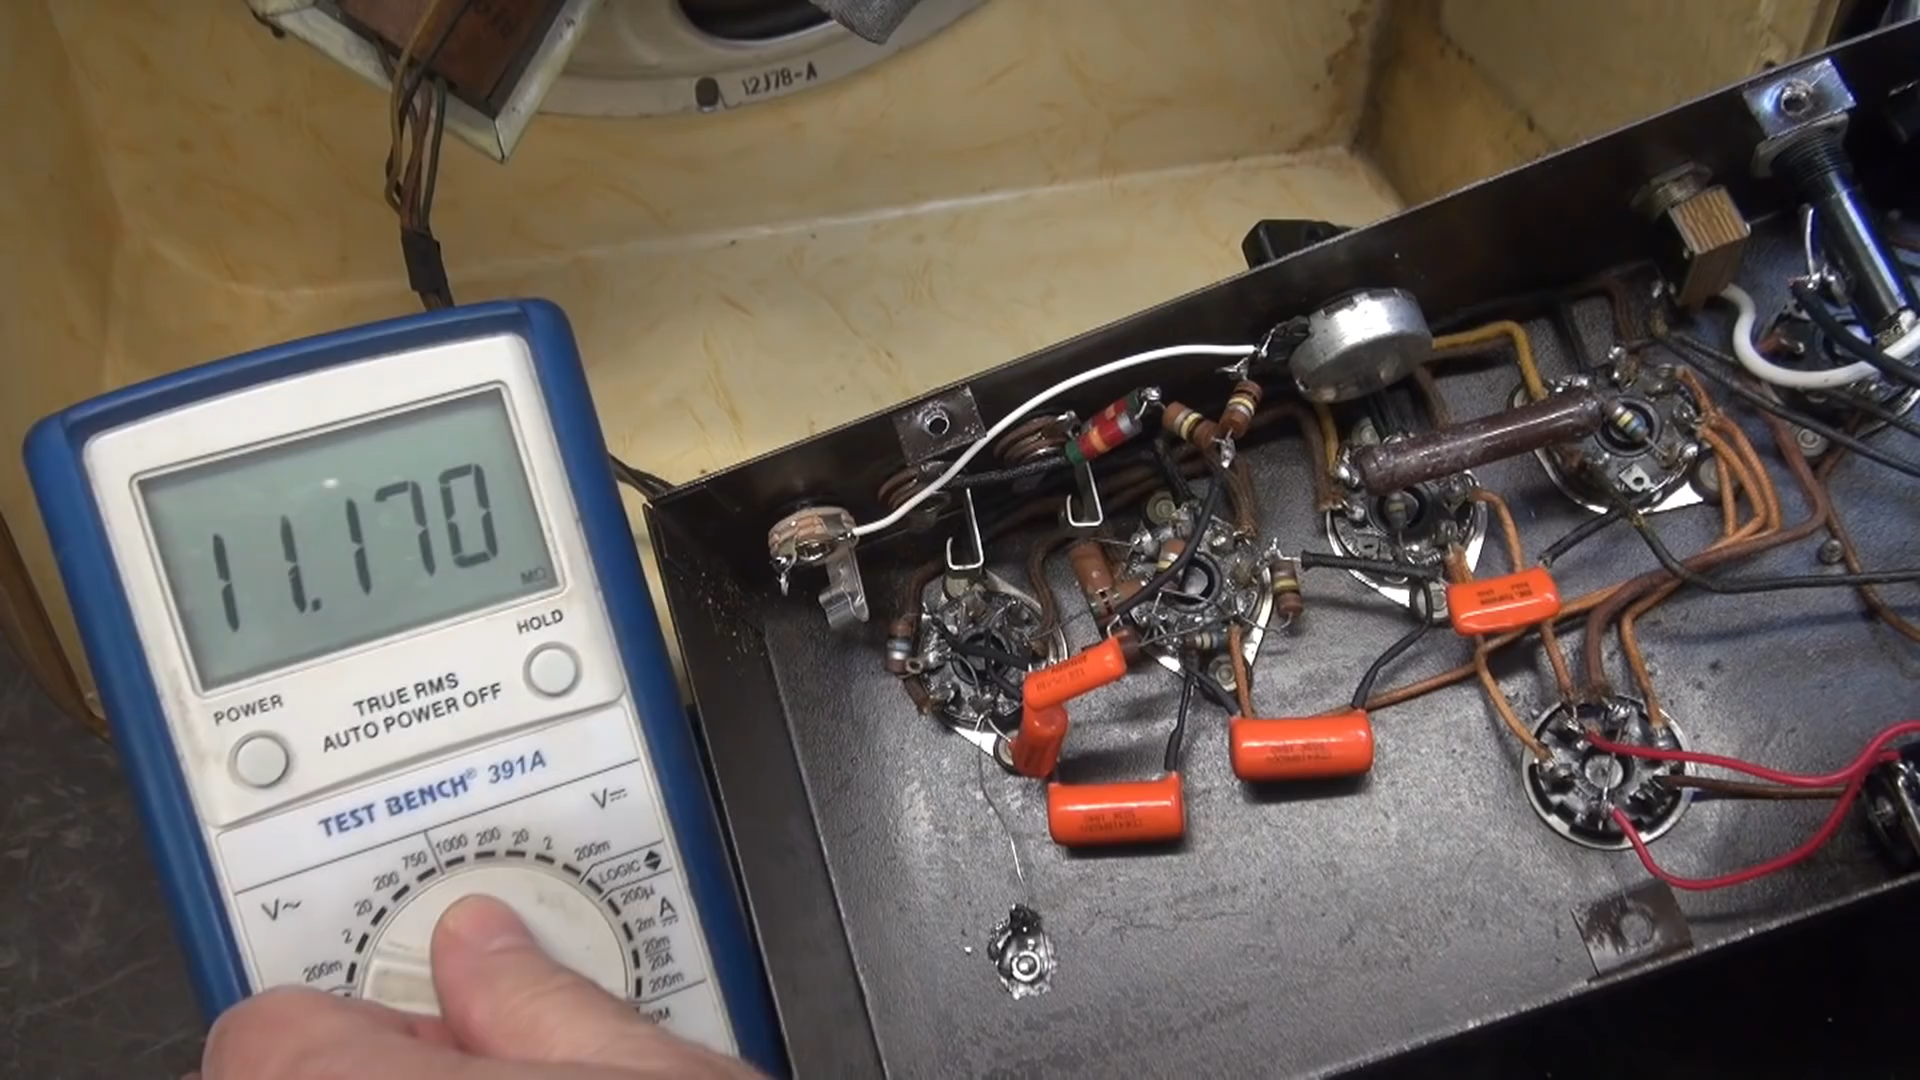 12J78-A
11.170
MΩ
POWER
HOLD
TRUE RMS
AUTO POWER OFF
TEST BENCH® 391A
V⎓
V~
200m
2
20
200
750
1000
200
20
2
200m
LOGIC
200µ
2m
A
20m
20A
200m